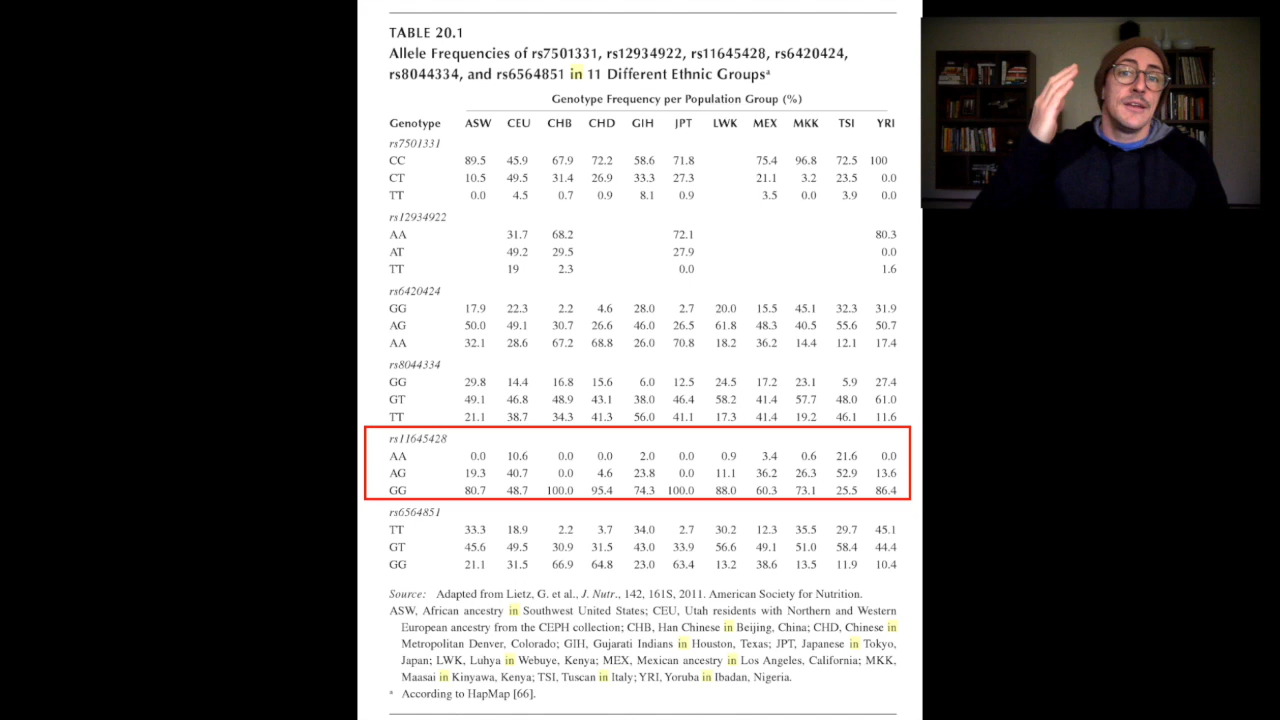 TABLE 20.1
Allele Frequencies of rs7501331, rs12934922, rs11645428, rs6420424,
rs8044334, and rs6564851 in 11 Different Ethnic Groupsᵃ
Genotype Frequency per Population Group (%)
Genotype ASW CEU CHB CHD GIH JPT LWK MEX MKK TSI YRI
rs7501331
CC 89.5 45.9 67.9 72.2 58.6 71.8 75.4 96.8 72.5 100
CT 10.5 49.5 31.4 26.9 33.3 27.3 21.1 3.2 23.5 0.0
TT 0.0 4.5 0.7 0.9 8.1 0.9 3.5 0.0 3.9 0.0
rs12934922
AA 31.7 68.2 72.1 80.3
AT 49.2 29.5 27.9 0.0
TT 19 2.3 0.0 1.6
rs6420424
GG 17.9 22.3 2.2 4.6 28.0 2.7 20.0 15.5 45.1 32.3 31.9
AG 50.0 49.1 30.7 26.6 46.0 26.5 61.8 48.3 40.5 55.6 50.7
AA 32.1 28.6 67.2 68.8 26.0 70.8 18.2 36.2 14.4 12.1 17.4
rs8044334
GG 29.8 14.4 16.8 15.6 6.0 12.5 24.5 17.2 23.1 5.9 27.4
GT 49.1 46.8 48.9 43.1 38.0 46.4 58.2 41.4 57.7 48.0 61.0
TT 21.1 38.7 34.3 41.3 56.0 41.1 17.3 41.4 19.2 46.1 11.6
rs11645428
AA 0.0 10.6 0.0 0.0 2.0 0.0 0.9 3.4 0.6 21.6 0.0
AG 19.3 40.7 0.0 4.6 23.8 0.0 11.1 36.2 26.3 52.9 13.6
GG 80.7 48.7 100.0 95.4 74.3 100.0 88.0 60.3 73.1 25.5 86.4
rs6564851
TT 33.3 18.9 2.2 3.7 34.0 2.7 30.2 12.3 35.5 29.7 45.1
GT 45.6 49.5 30.9 31.5 43.0 33.9 56.6 49.1 51.0 58.4 44.4
GG 21.1 31.5 66.9 64.8 23.0 63.4 13.2 38.6 13.5 11.9 10.4
Source: Adapted from Lietz, G. et al., J. Nutr., 142, 161S, 2011. American Society for Nutrition.
ASW, African ancestry in Southwest United States; CEU, Utah residents with Northern and Western
European ancestry from the CEPH collection; CHB, Han Chinese in Beijing, China; CHD, Chinese in
Metropolitan Denver, Colorado; GIH, Gujarati Indians in Houston, Texas; JPT, Japanese in Tokyo,
Japan; LWK, Luhya in Webuye, Kenya; MEX, Mexican ancestry in Los Angeles, California; MKK,
Maasai in Kinyawa, Kenya; TSI, Tuscan in Italy; YRI, Yoruba in Ibadan, Nigeria.
ᵃ According to HapMap [66].